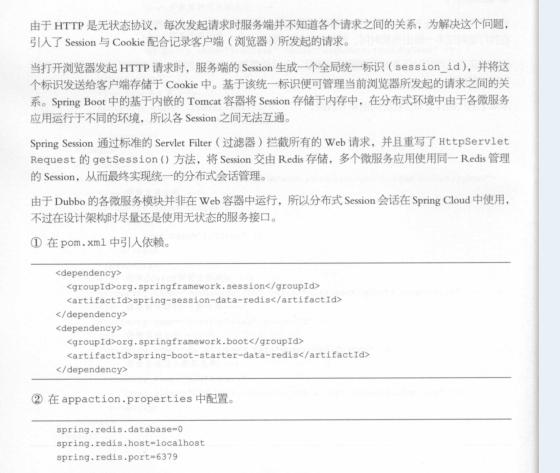 由于 HTTP 是无状态协议，每次发起请求时服务端并不知道各个请求之间的关系，为解决这个问题，
引入了 Session 与 Cookie 配合记录客户端（浏览器）所发起的请求。
当打开浏览器发起 HTTP 请求时，服务端的 Session 生成一个全局统一标识（session_id），并将这
个标识发送给客户端存储于 Cookie 中。基于该统一标识便可管理当前浏览器所发起的请求之间的关
系。Spring Boot 中的基于内嵌的 Tomcat 容器将 Session 存储于内存中，在分布式环境中由于各微服务
应用运行于不同的环境，所以各 Session 之间无法互通。
Spring Session 通过标准的 Servlet Filter（过滤器）拦截所有的 Web 请求，并且重写了 HttpServlet
Request 的 getSession() 方法，将 Session 交由 Redis 存储，多个微服务应用使用同一 Redis 管理
的 Session，从而最终实现统一的分布式会话管理。
由于 Dubbo 的各微服务模块并非在 Web 容器中运行，所以分布式 Session 会话在 Spring Cloud 中使用，
不过在设计架构时尽量还是使用无状态的服务接口。
① 在 pom.xml 中引入依赖。
<dependency>
<groupId>org.springframework.session</groupId>
<artifactId>spring-session-data-redis</artifactId>
</dependency>
<dependency>
<groupId>org.springframework.boot</groupId>
<artifactId>spring-boot-starter-data-redis</artifactId>
</dependency>
② 在 appaction.properties 中配置。
spring.redis.database=0
spring.redis.host=localhost
spring.redis.port=6379